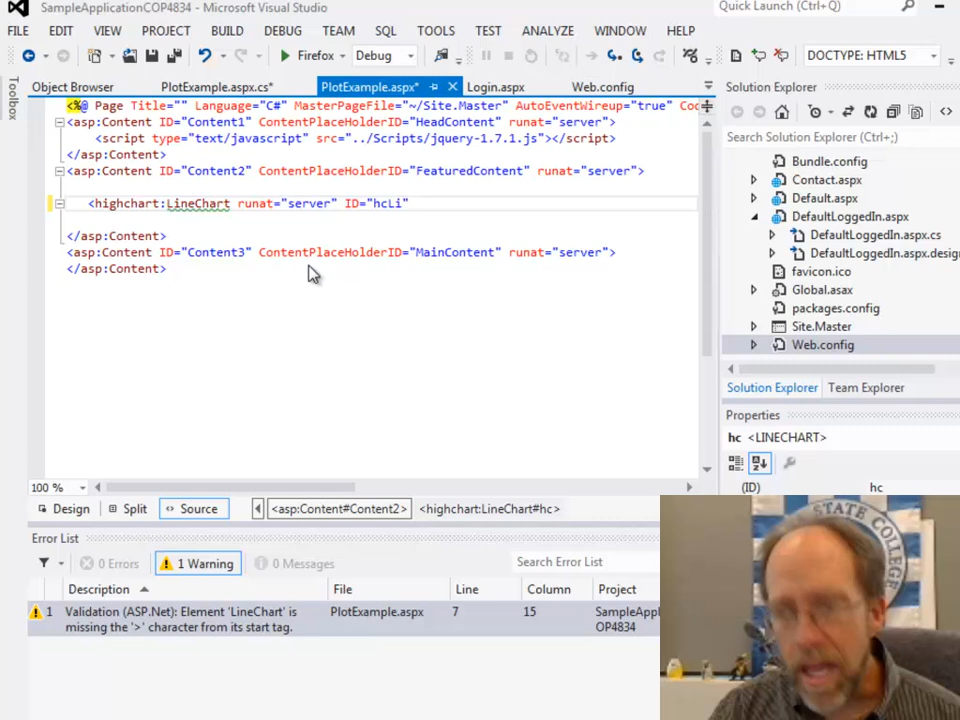 SampleApplicationCOP4834 - Microsoft Visual Studio
Quick Launch (Ctrl+Q)
FILE EDIT VIEW PROJECT BUILD DEBUG TEAM SQL TOOLS TEST ANALYZE WINDOW HELP
Firefox Debug DOCTYPE: HTML5
Toolbox
Object Browser PlotExample.aspx.cs* PlotExample.aspx* Login.aspx Web.config
<%@ Page Title="" Language="C#" MasterPageFile="~/Site.Master" AutoEventWireup="true" Coc
<asp:Content ID="Content1" ContentPlaceHolderID="HeadContent" runat="server">
<script type="text/javascript" src="../Scripts/jquery-1.7.1.js"></script>
</asp:Content>
<asp:Content ID="Content2" ContentPlaceHolderID="FeaturedContent" runat="server">
<highchart:LineChart runat="server" ID="hcLi"
</asp:Content>
<asp:Content ID="Content3" ContentPlaceHolderID="MainContent" runat="server">
</asp:Content>
100 %
Design Split Source <asp:Content#Content2> <highchart:LineChart#hc>
Error List
0 Errors 1 Warning 0 Messages Search Error List
Description File Line Column Project
1 Validation (ASP.Net): Element 'LineChart' is missing the '>' character from its start tag. PlotExample.aspx 7 15 SampleAppl COP4834
Solution Explorer
Search Solution Explorer (Ctrl+;)
Bundle.config
Contact.aspx
Default.aspx
DefaultLoggedIn.aspx
DefaultLoggedIn.aspx.cs
DefaultLoggedIn.aspx.design
favicon.ico
Global.asax
packages.config
Site.Master
Web.config
Solution Explorer Team Explorer
Properties
hc <LINECHART>
(ID) hc
STATE COLLEGE